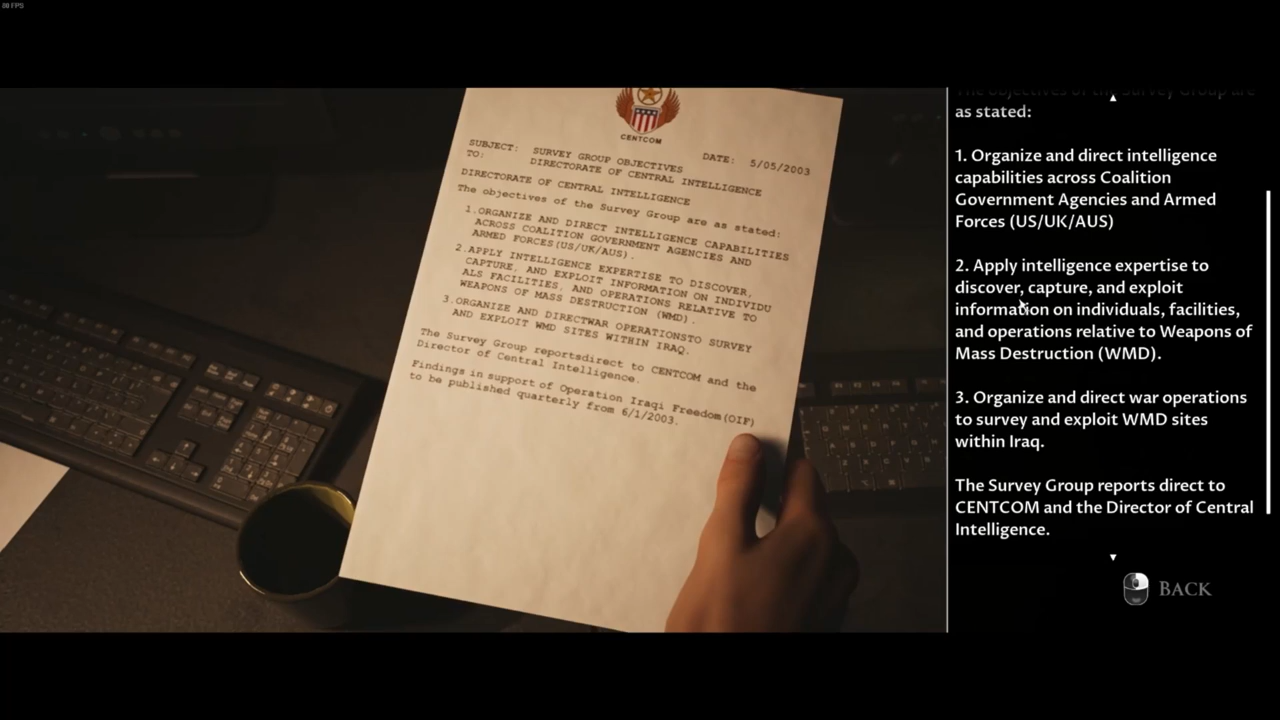 00 FPS
CENTCOM
SUBJECT: SURVEY GROUP OBJECTIVES DATE: 5/05/2003
TO: DIRECTORATE OF CENTRAL INTELLIGENCE
DIRECTORATE OF CENTRAL INTELLIGENCE
The objectives of the Survey Group are as stated:
1.ORGANIZE AND DIRECT INTELLIGENCE CAPABILITIES
ACROSS COALITION GOVERNMENT AGENCIES AND
ARMED FORCES(US/UK/AUS).
2.APPLY INTELLIGENCE EXPERTISE TO DISCOVER,
CAPTURE, AND EXPLOIT INFORMATION ON INDIVIDU
ALS FACILITIES, AND OPERATIONS RELATIVE TO
WEAPONS OF MASS DESTRUCTION (WMD).
3.ORGANIZE AND DIRECTWAR OPERATIONSTO SURVEY
AND EXPLOIT WMD SITES WITHIN IRAQ.
The Survey Group reportsdirect to CENTCOM and the
Director of Central Intelligence.
Findings in support of Operation Iraqi Freedom(OIF)
to be published quarterly from 6/1/2003.
The objectives of the Survey Group are
as stated:
1. Organize and direct intelligence
capabilities across Coalition
Government Agencies and Armed
Forces (US/UK/AUS)
2. Apply intelligence expertise to
discover, capture, and exploit
information on individuals, facilities,
and operations relative to Weapons of
Mass Destruction (WMD).
3. Organize and direct war operations
to survey and exploit WMD sites
within Iraq.
The Survey Group reports direct to
CENTCOM and the Director of Central
Intelligence.
BACK